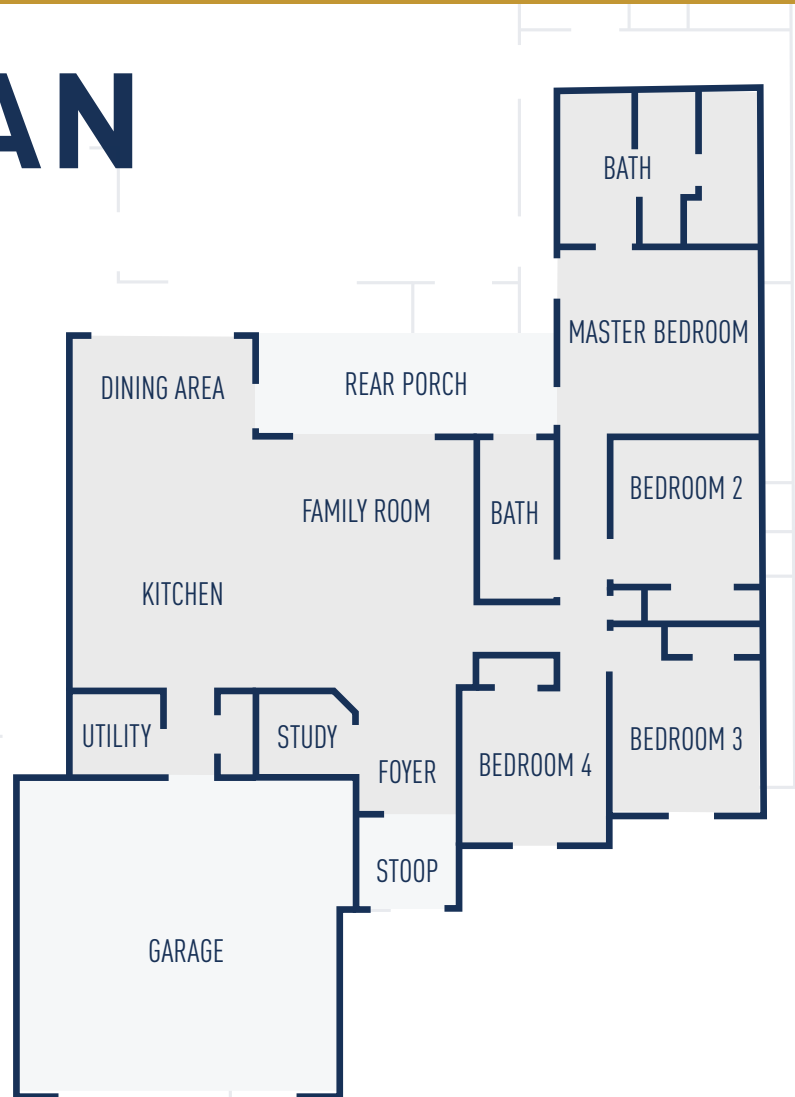 AN
BATH
MASTER BEDROOM
DINING AREA
REAR PORCH
BEDROOM 2
FAMILY ROOM
BATH
KITCHEN
UTILITY
STUDY
FOYER
BEDROOM 4
BEDROOM 3
STOOP
GARAGE